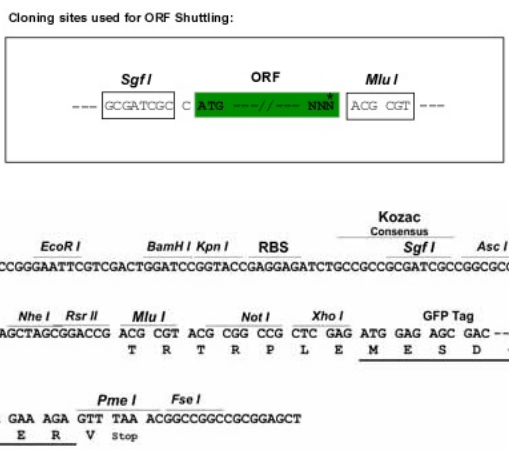 Cloning sites used for ORF Shuttling:
Sgf I ORF Mlu I
--- GCGATCGC C ATG ---//--- NNN* ACG CGT ---
Kozac
Consensus
EcoR I BamH I Kpn I RBS Sgf I Asc I
CCGGGAATTCGTCGACTGGATCCGGTACCGAGGAGATCTGCCGCCGCGATCGCCGGCGCG
Nhe I Rsr II Mlu I Not I Xho I GFP Tag
AGCTAGCGGACCG ACG CGT ACG CGG CCG CTC GAG ATG GAG AGC GAC --
T R T R P L E M E S D
GAA AGA GTT TAA ACGGCCGGCCGCGGAGCT
E R V Stop
Pme I Fse I